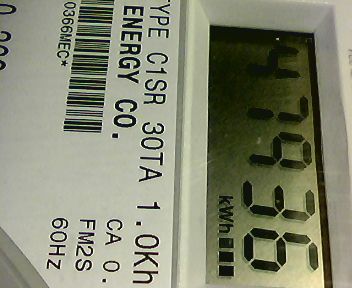 47936
kWh
TYPE C1SR 30TA 1.0Kh
ENERGY CO.
CA 0.
FM2S
60HZ
0366MEC*